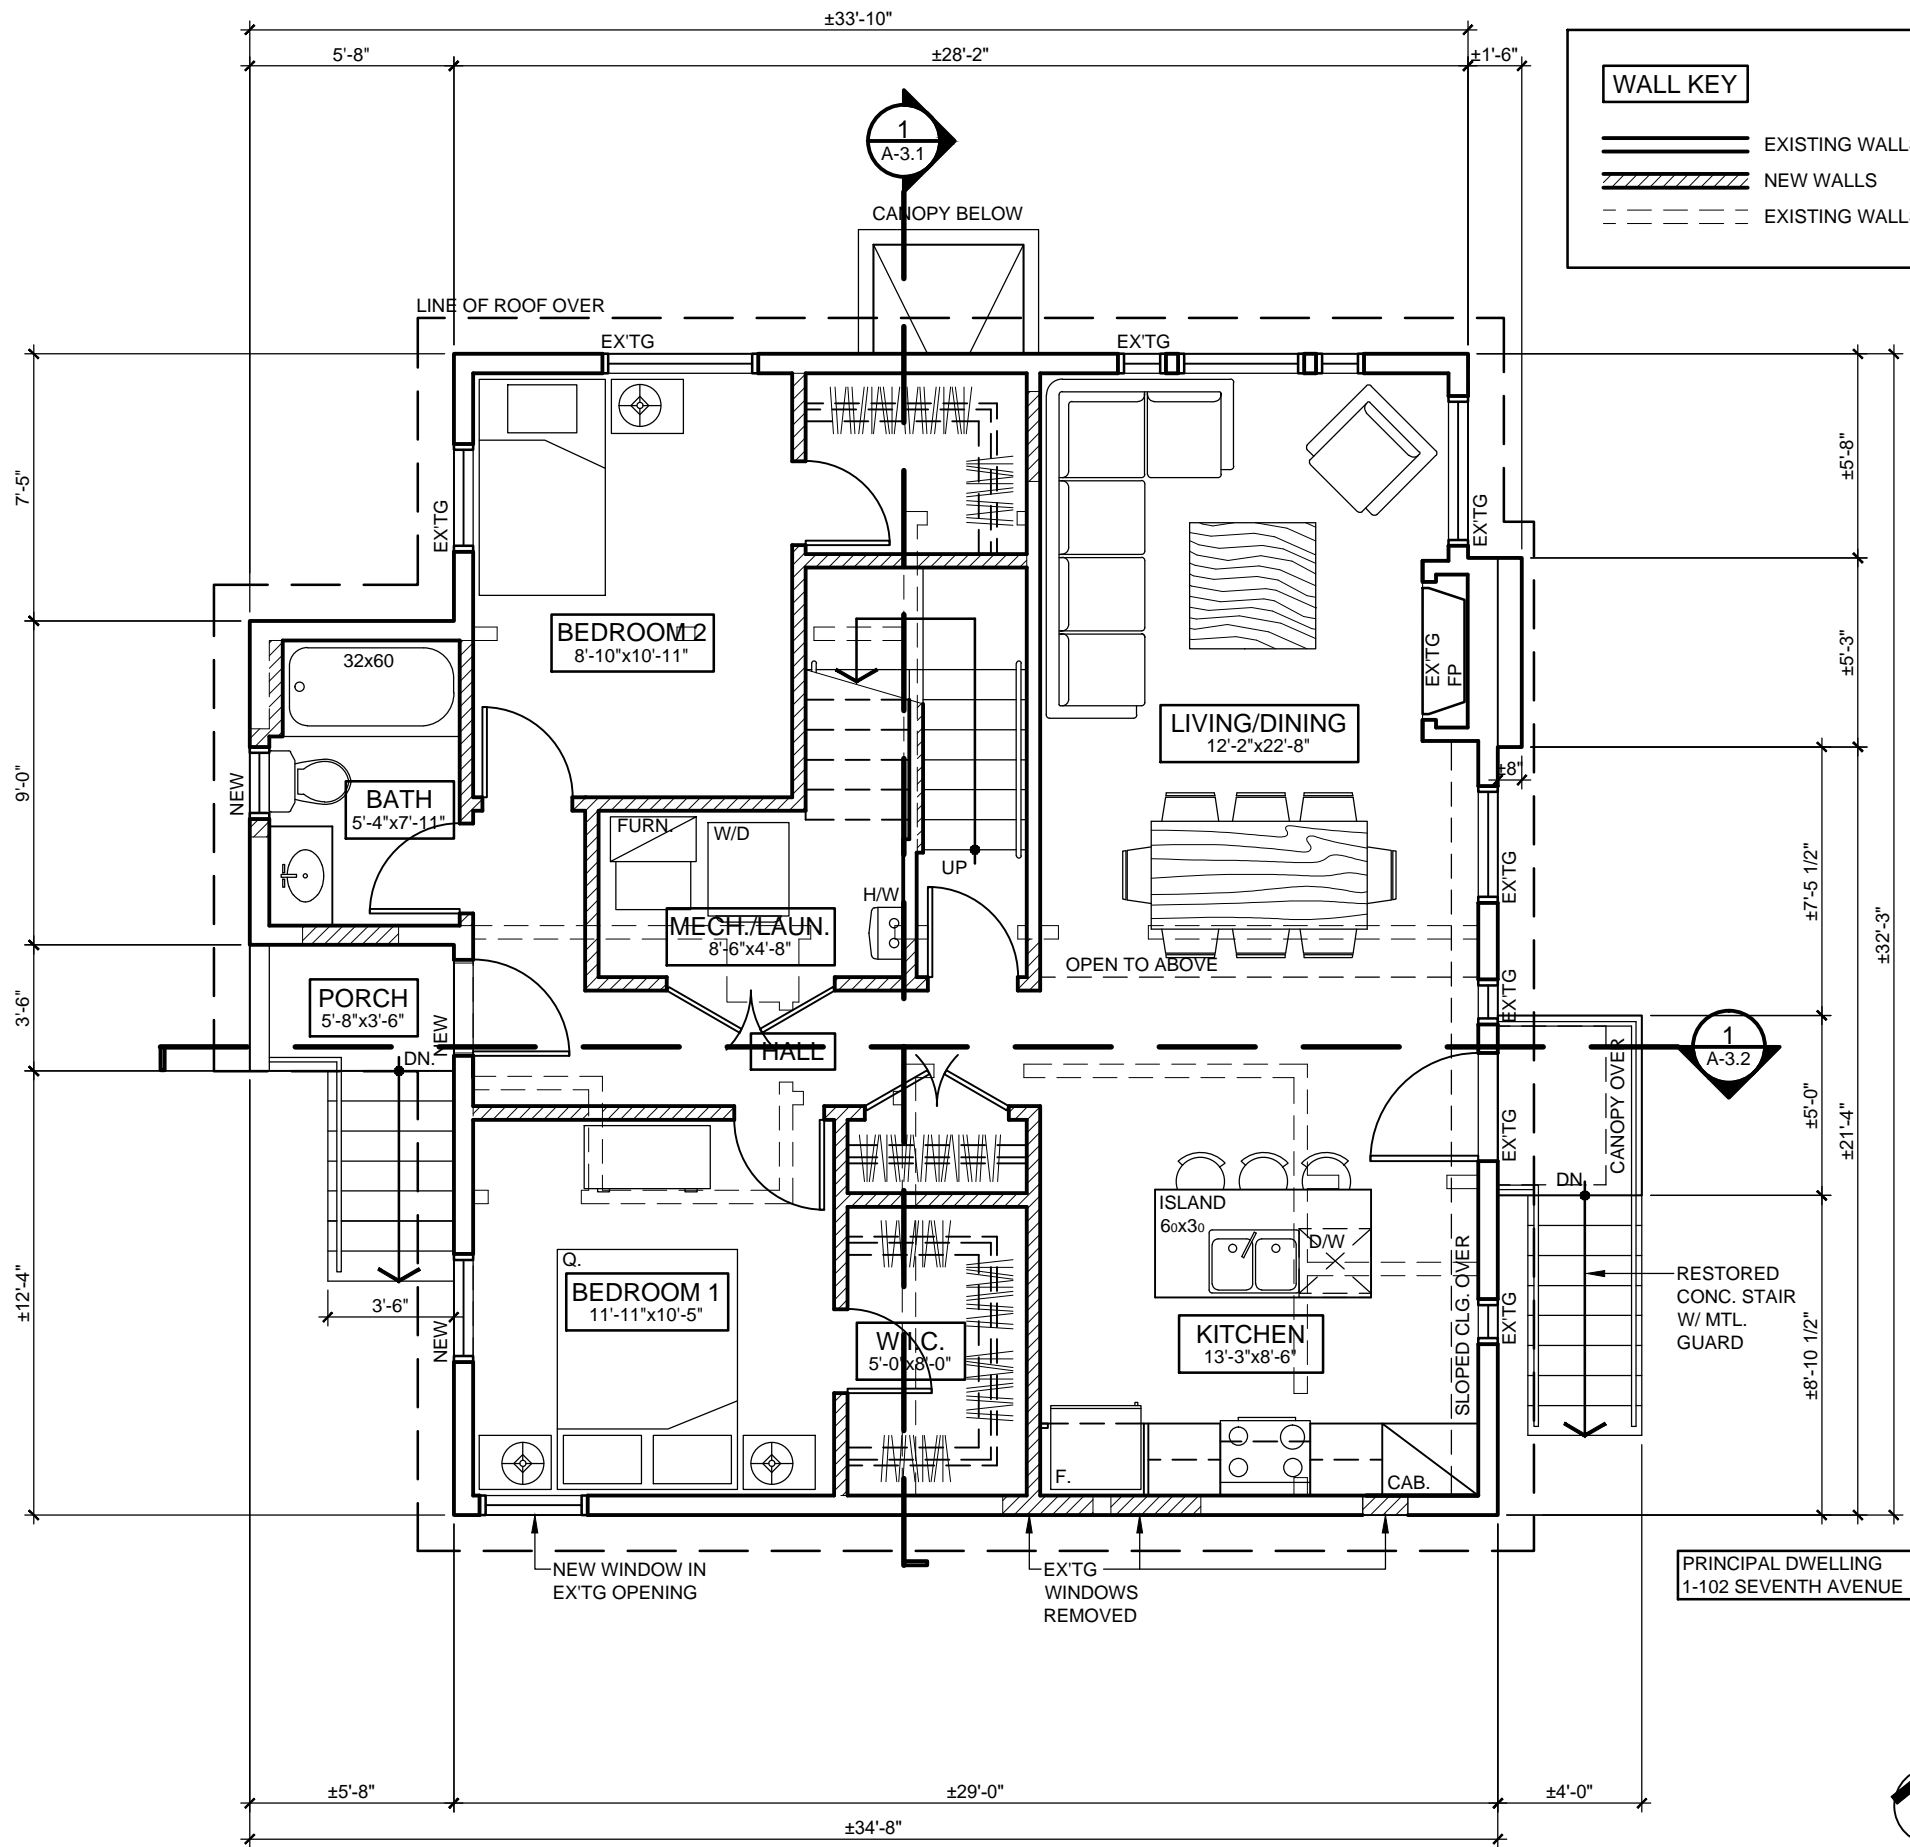 ±33'-10"
5'-8"
±28'-2"
±1'-6"
WALL KEY
EXISTING WALL
NEW WALLS
EXISTING WALL
1
A-3.1
CANOPY BELOW
LINE OF ROOF OVER
EX'TG
EX'TG
7'-5"
EX'TG
EX'TG
±5'-8"
BEDROOM 2
8'-10"x10'-11"
32x60
EX'TG
FP
±5'-3"
LIVING/DINING
12'-2"x22'-8"
±8"
9'-0"
NEW
BATH
5'-4"x7'-11"
FURN.
W/D
UP
H/W
EX'TG
±7'-5 1/2"
±32'-3"
MECH./LAUN.
8'-6"x4'-8"
OPEN TO ABOVE
EX'TG
3'-6"
PORCH
5'-8"x3'-6"
NEW
DN.
HALL
1
A-3.2
CANOPY OVER
EX'TG
±5'-0"
±21'-4"
DN.
ISLAND
60x30
D/W
Q.
BEDROOM 1
11'-11"x10'-5"
±12'-4"
3'-6"
NEW
W.I.C.
5'-0"x8'-0"
KITCHEN
13'-3"x8'-6"
SLOPED CLG. OVER
EX'TG
RESTORED
CONC. STAIR
W/ MTL.
GUARD
±8'-10 1/2"
F.
CAB.
NEW WINDOW IN
EX'TG OPENING
EX'TG
WINDOWS
REMOVED
PRINCIPAL DWELLING
1-102 SEVENTH AVENUE
±5'-8"
±29'-0"
±4'-0"
±34'-8"